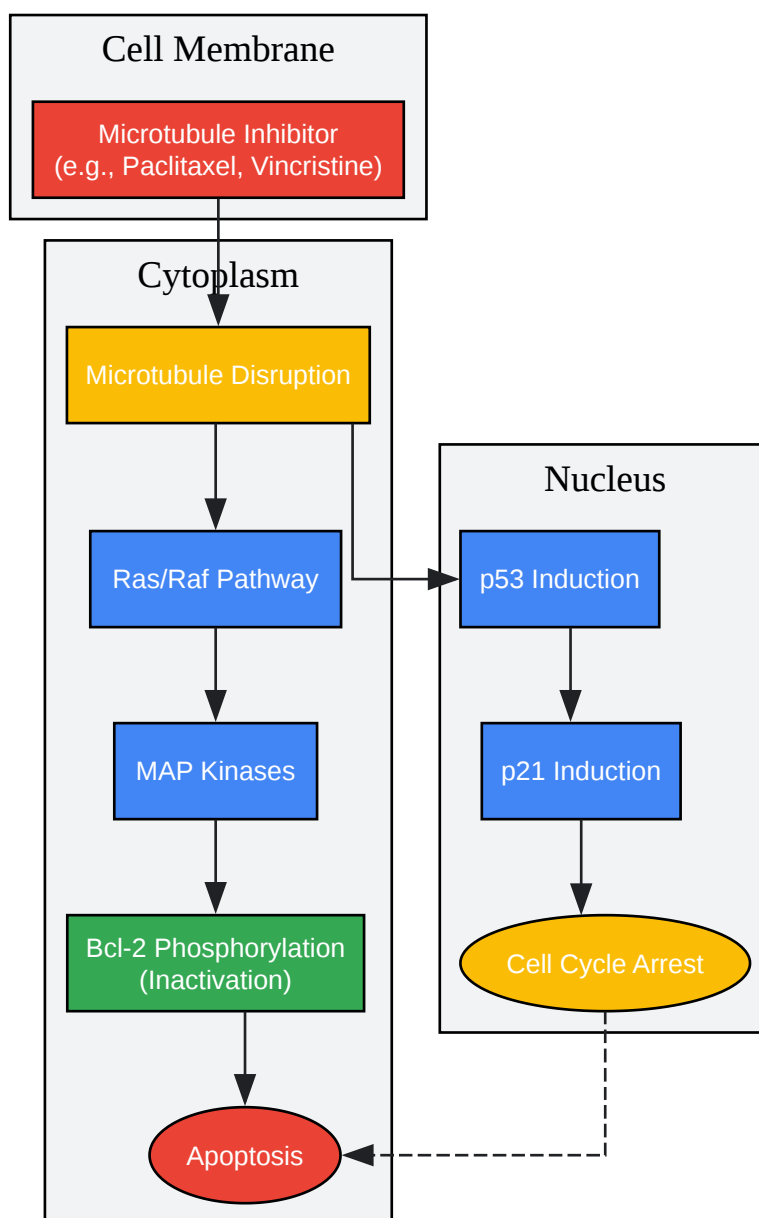 Cell Membrane
Microtubule Inhibitor
(e.g., Paclitaxel, Vincristine)
Cytoplasm
Microtubule Disruption
Nucleus
Ras/Raf Pathway
p53 Induction
MAP Kinases
p21 Induction
Bcl-2 Phosphorylation
(Inactivation)
Cell Cycle Arrest
Apoptosis